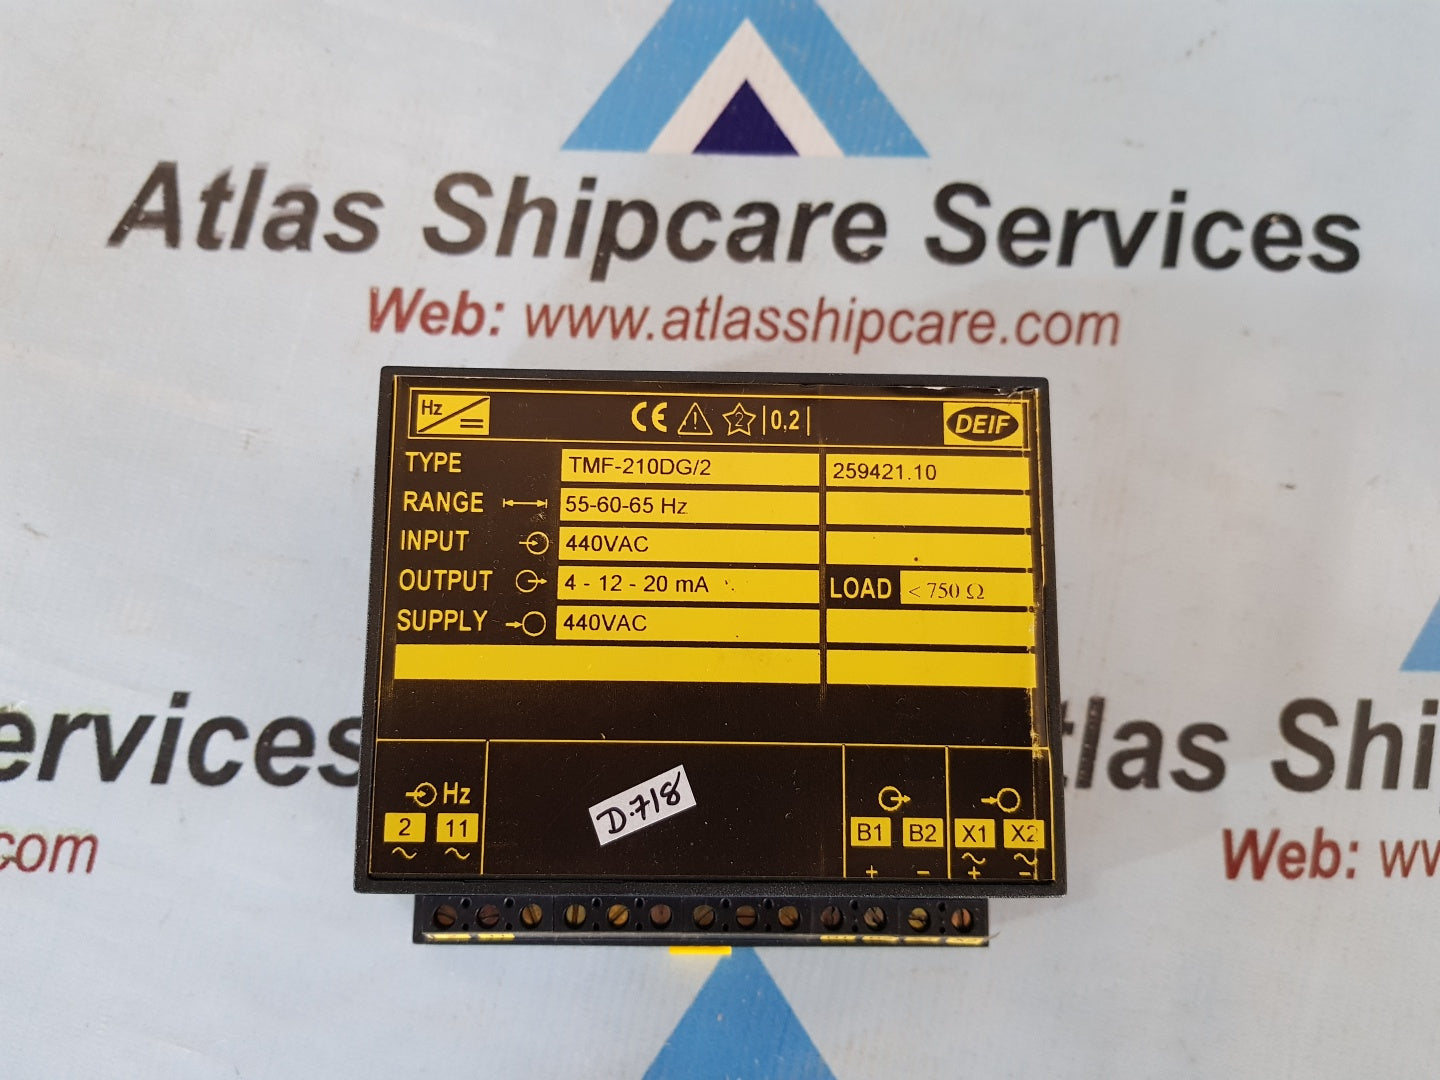 Atlas Shipcare Services
Web: www.atlasshipcare.com
Hz
CE ! 2 |0,2| DEIF
TYPE TMF-210DG/2 259421.10
RANGE 55-60-65 Hz
INPUT 440VAC
OUTPUT 4 - 12 - 20 mA LOAD < 750 Ω
SUPPLY 440VAC
ervices
tlas Shi
Hz
2 11 B1 B2 X1 X2
~ ~ ~ ~
+ - + -
D.718
com
Web: ww